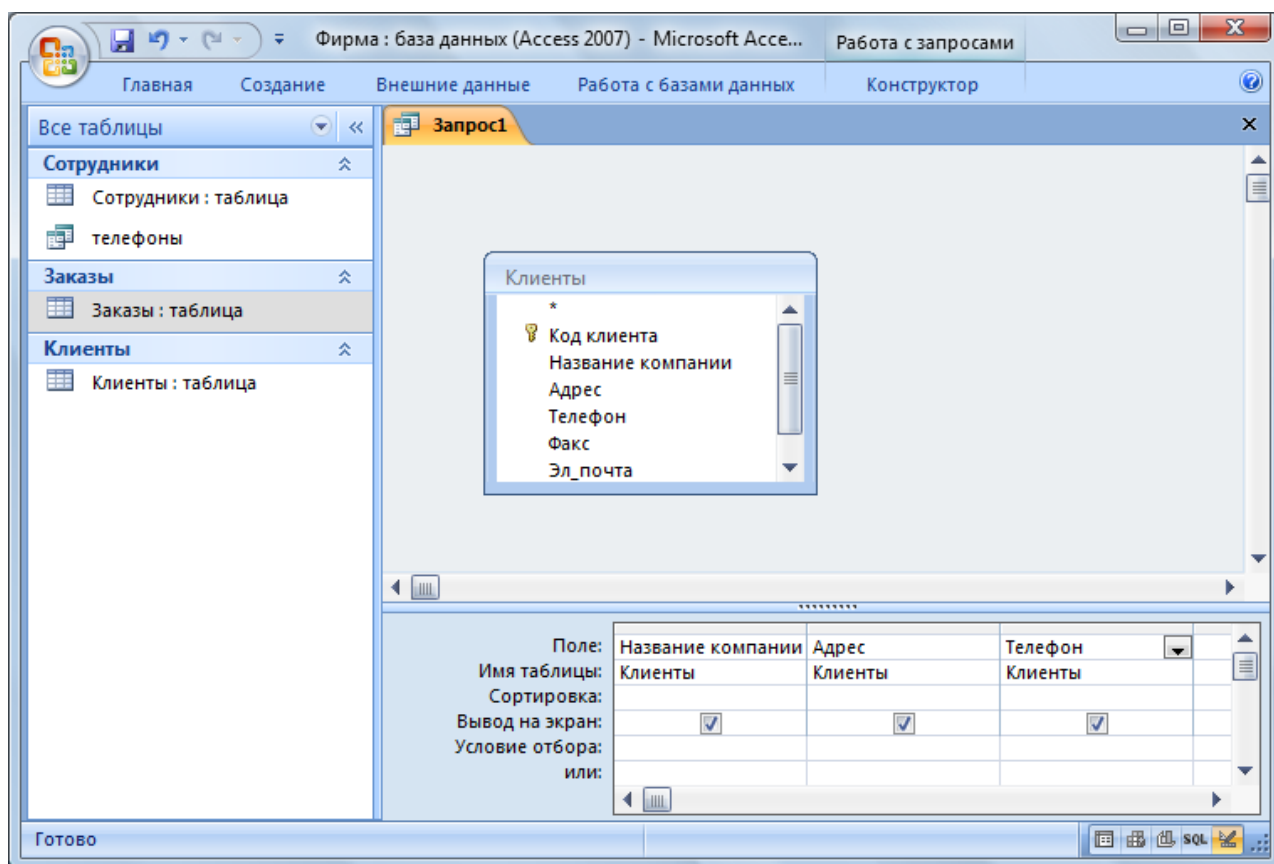 Фирма : база данных (Access 2007) - Microsoft Acce...
Работа с запросами
Главная Создание Внешние данные Работа с базами данных Конструктор
Все таблицы
Запрос1
Сотрудники
Сотрудники : таблица
телефоны
Заказы
Заказы : таблица
Клиенты
Клиенты : таблица
Клиенты
*
Код клиента
Название компании
Адрес
Телефон
Факс
Эл_почта
Поле: Название компании Адрес Телефон
Имя таблицы: Клиенты Клиенты Клиенты
Сортировка:
Вывод на экран:
Условие отбора:
или:
Готово
SQL